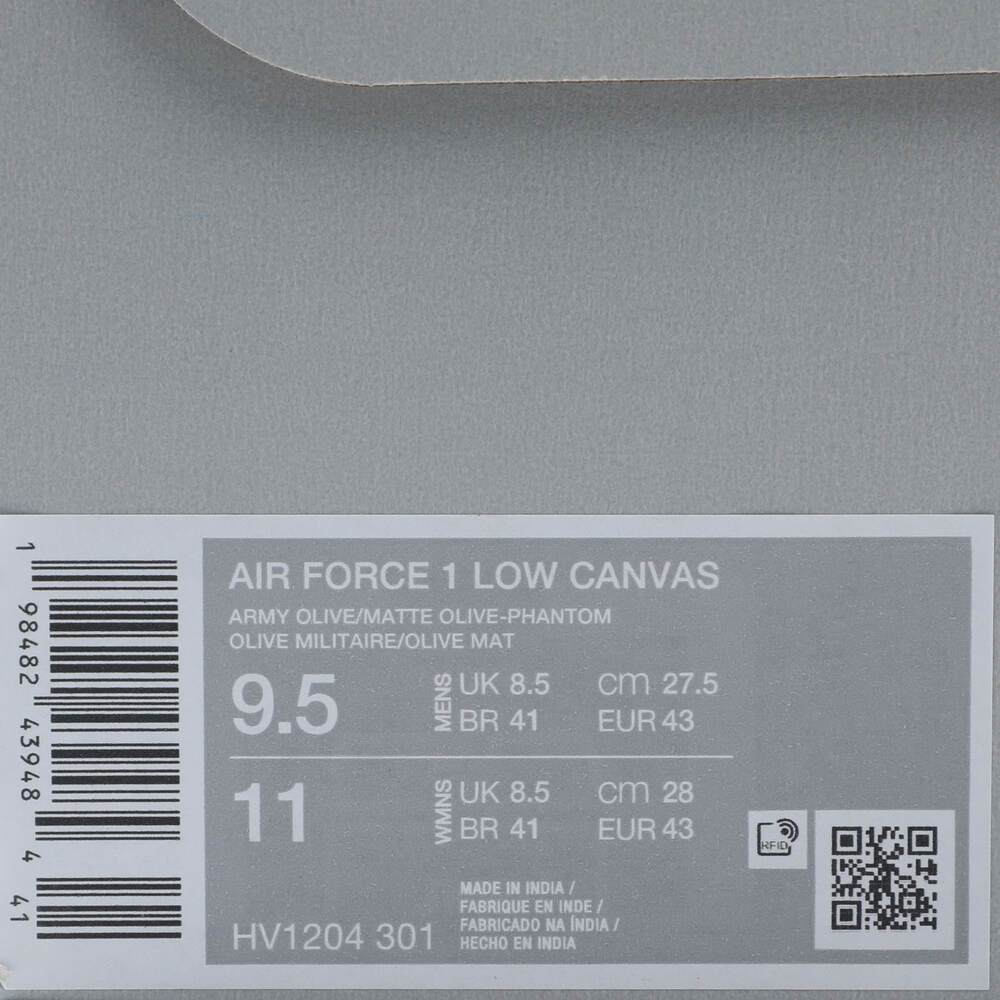 AIR FORCE 1 LOW CANVAS
ARMY OLIVE/MATTE OLIVE-PHANTOM
OLIVE MILITAIRE/OLIVE MAT
9.5 MENS UK 8.5 cm 27.5
BR 41 EUR 43
11 WMNS UK 8.5 cm 28
BR 41 EUR 43
RFID
MADE IN INDIA /
FABRIQUE EN INDE /
FABRICADO NA ÍNDIA /
HECHO EN INDIA
HV1204 301
1 98482 43948 4 41